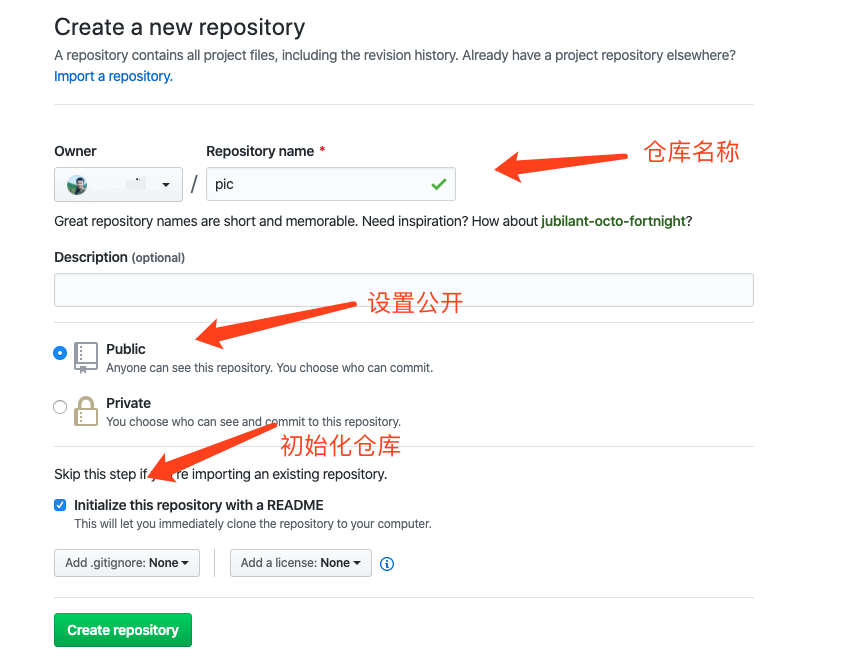 Create a new repository
A repository contains all project files, including the revision history. Already have a project repository elsewhere?
Import a repository.
Owner
Repository name *
仓库名称
/
pic
Great repository names are short and memorable. Need inspiration? How about jubilant-octo-fortnight?
Description (optional)
设置公开
Public
Anyone can see this repository. You choose who can commit.
Private
You choose who can see and commit to this repository.
初始化仓库
Skip this step if you're importing an existing repository.
Initialize this repository with a README
This will let you immediately clone the repository to your computer.
Add .gitignore: None
Add a license: None
Create repository